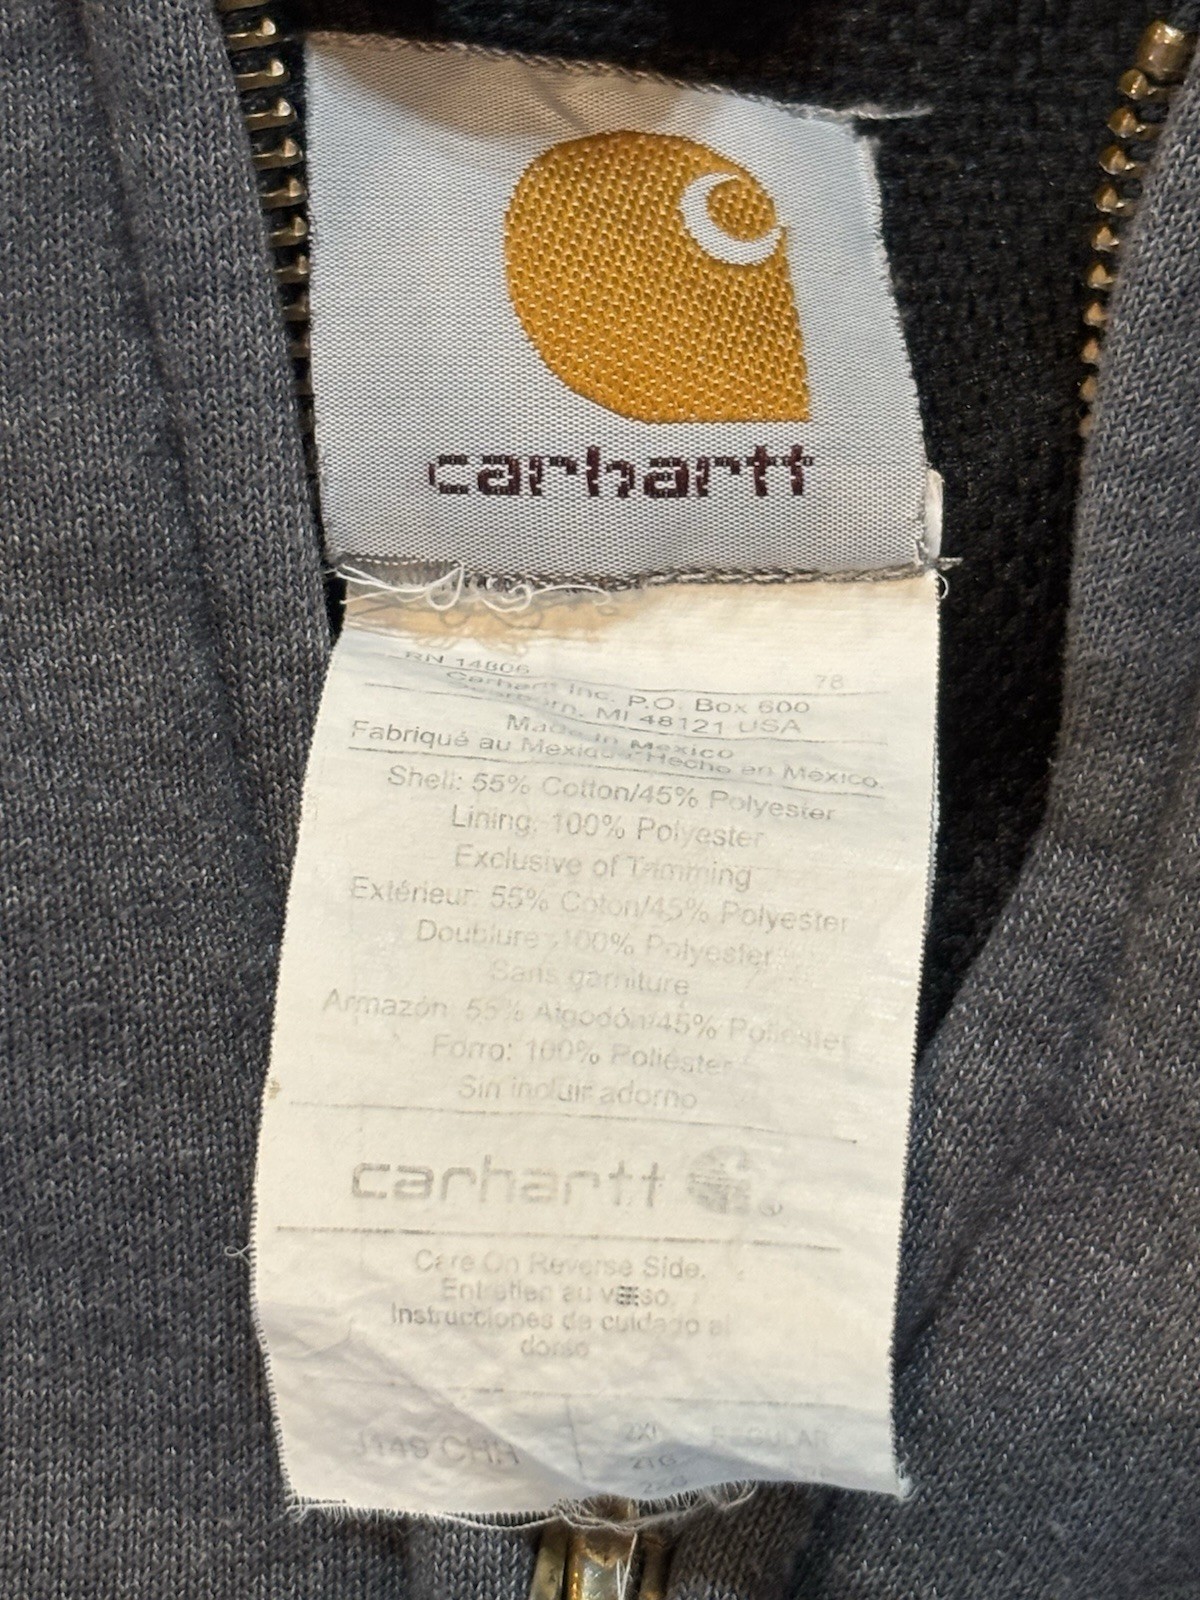 carhartt
RN 14806 78
Carhartt Inc. P.O. Box 600
Dearborn, MI 48121 USA
Made in Mexico
Fabriqué au Mexique Hecho en México
Shell: 55% Cotton/45% Polyester
Lining: 100% Polyester
Exclusive of Trimming
Extérieur: 55% Coton/45% Polyester
Doublure: 100% Polyester
Sans garniture
Armazón: 55% Algodón/45% Poliéster
Forro: 100% Poliéster
Sin incluir adorno
carhartt
Care On Reverse Side.
Entretien au verso.
Instrucciones de cuidado al
dorso
J149 CHH 2XL REGULAR